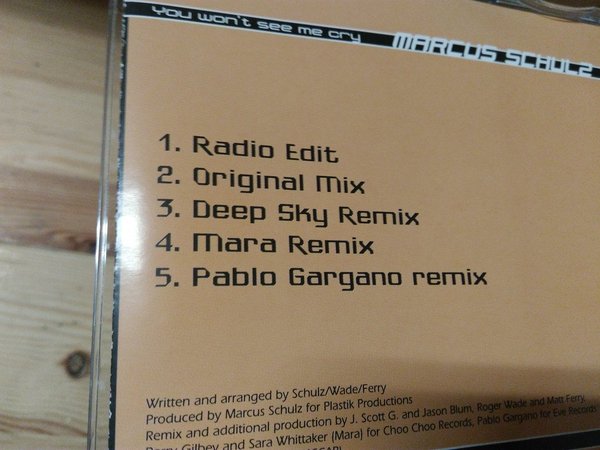 You won't see me cry MARCUS SCHULZ
1. Radio Edit
2. Original Mix
3. Deep Sky Remix
4. Mara Remix
5. Pablo Gargano remix
Written and arranged by Schulz/Wade/Ferry
Produced by Marcus Schulz for Plastik Productions
Remix and additional production by J. Scott G. and Jason Blum, Roger Wade and Matt Ferry,
Gilbey and Sara Whittaker (Mara) for Choo Choo Records, Pablo Gargano for Eve Records